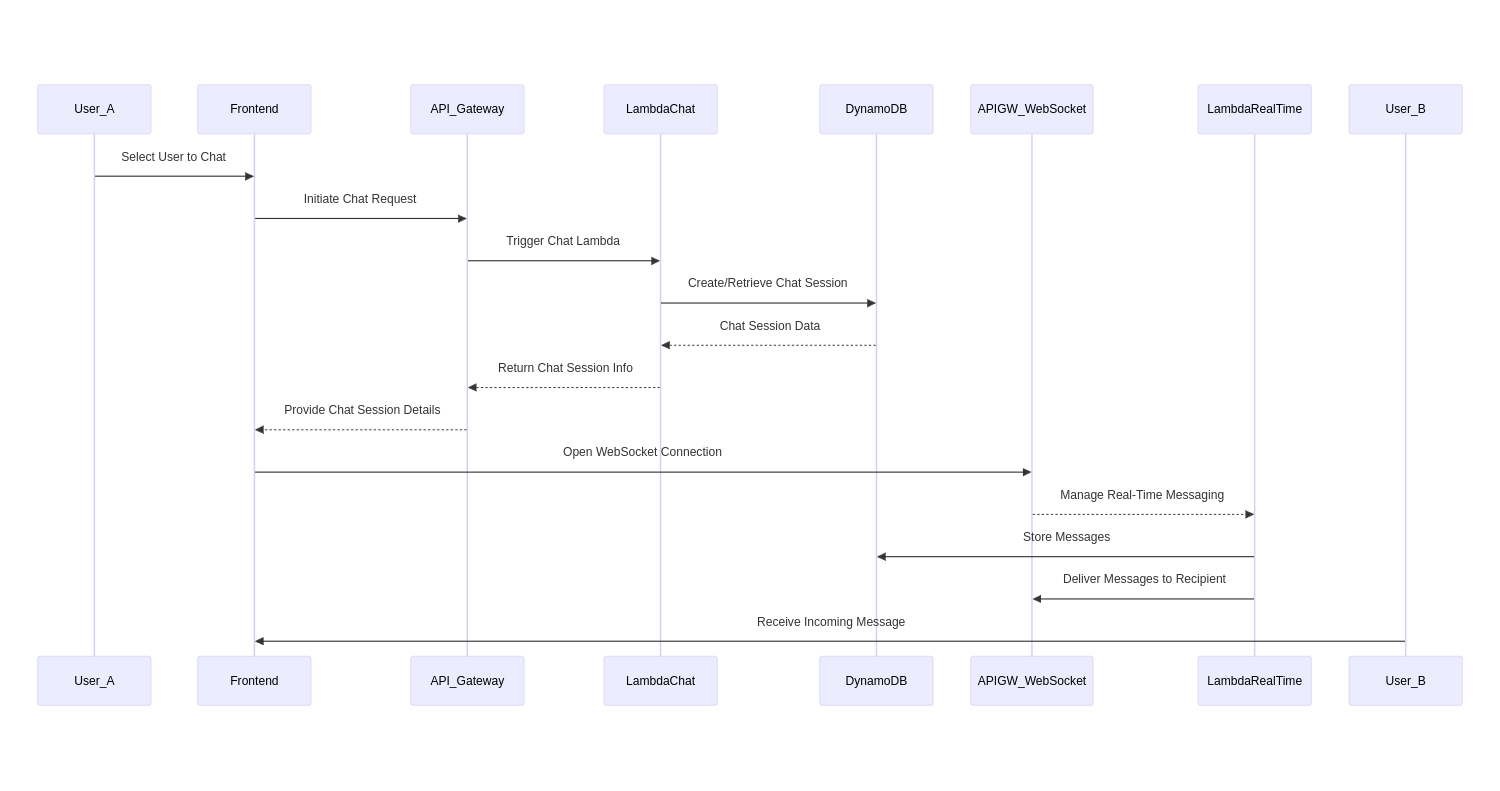 User_A
Frontend
API_Gateway
LambdaChat
DynamoDB
APIGW_WebSocket
LambdaRealTime
User_B
Select User to Chat
Initiate Chat Request
Trigger Chat Lambda
Create/Retrieve Chat Session
Chat Session Data
Return Chat Session Info
Provide Chat Session Details
Open WebSocket Connection
Manage Real-Time Messaging
Store Messages
Deliver Messages to Recipient
Receive Incoming Message
User_A
Frontend
API_Gateway
LambdaChat
DynamoDB
APIGW_WebSocket
LambdaRealTime
User_B